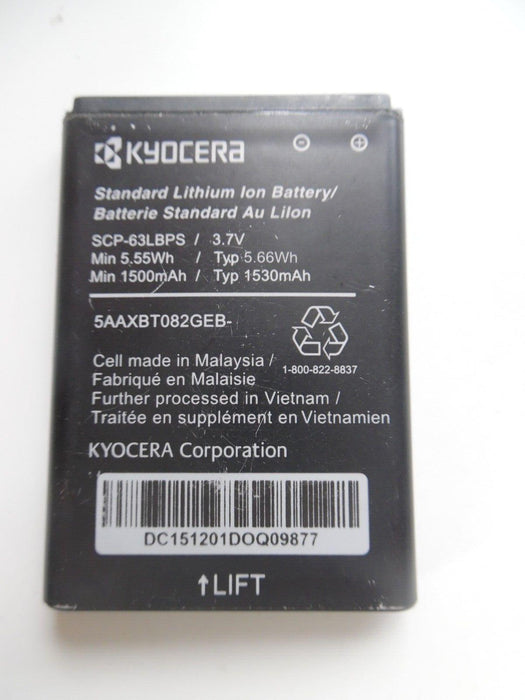 KYOCERA
Standard Lithium Ion Battery/
Batterie Standard Au LiIon
SCP-63LBPS / 3.7V
Min 5.55Wh / Typ 5.66Wh
Min 1500mAh / Typ 1530mAh
5AAXBT082GEB-
1-800-822-8837
Cell made in Malaysia /
Fabriqué en Malaisie
Further processed in Vietnam /
Traitée en supplément en Vietnamien
KYOCERA Corporation
DC151201DOQ09877
↑LIFT